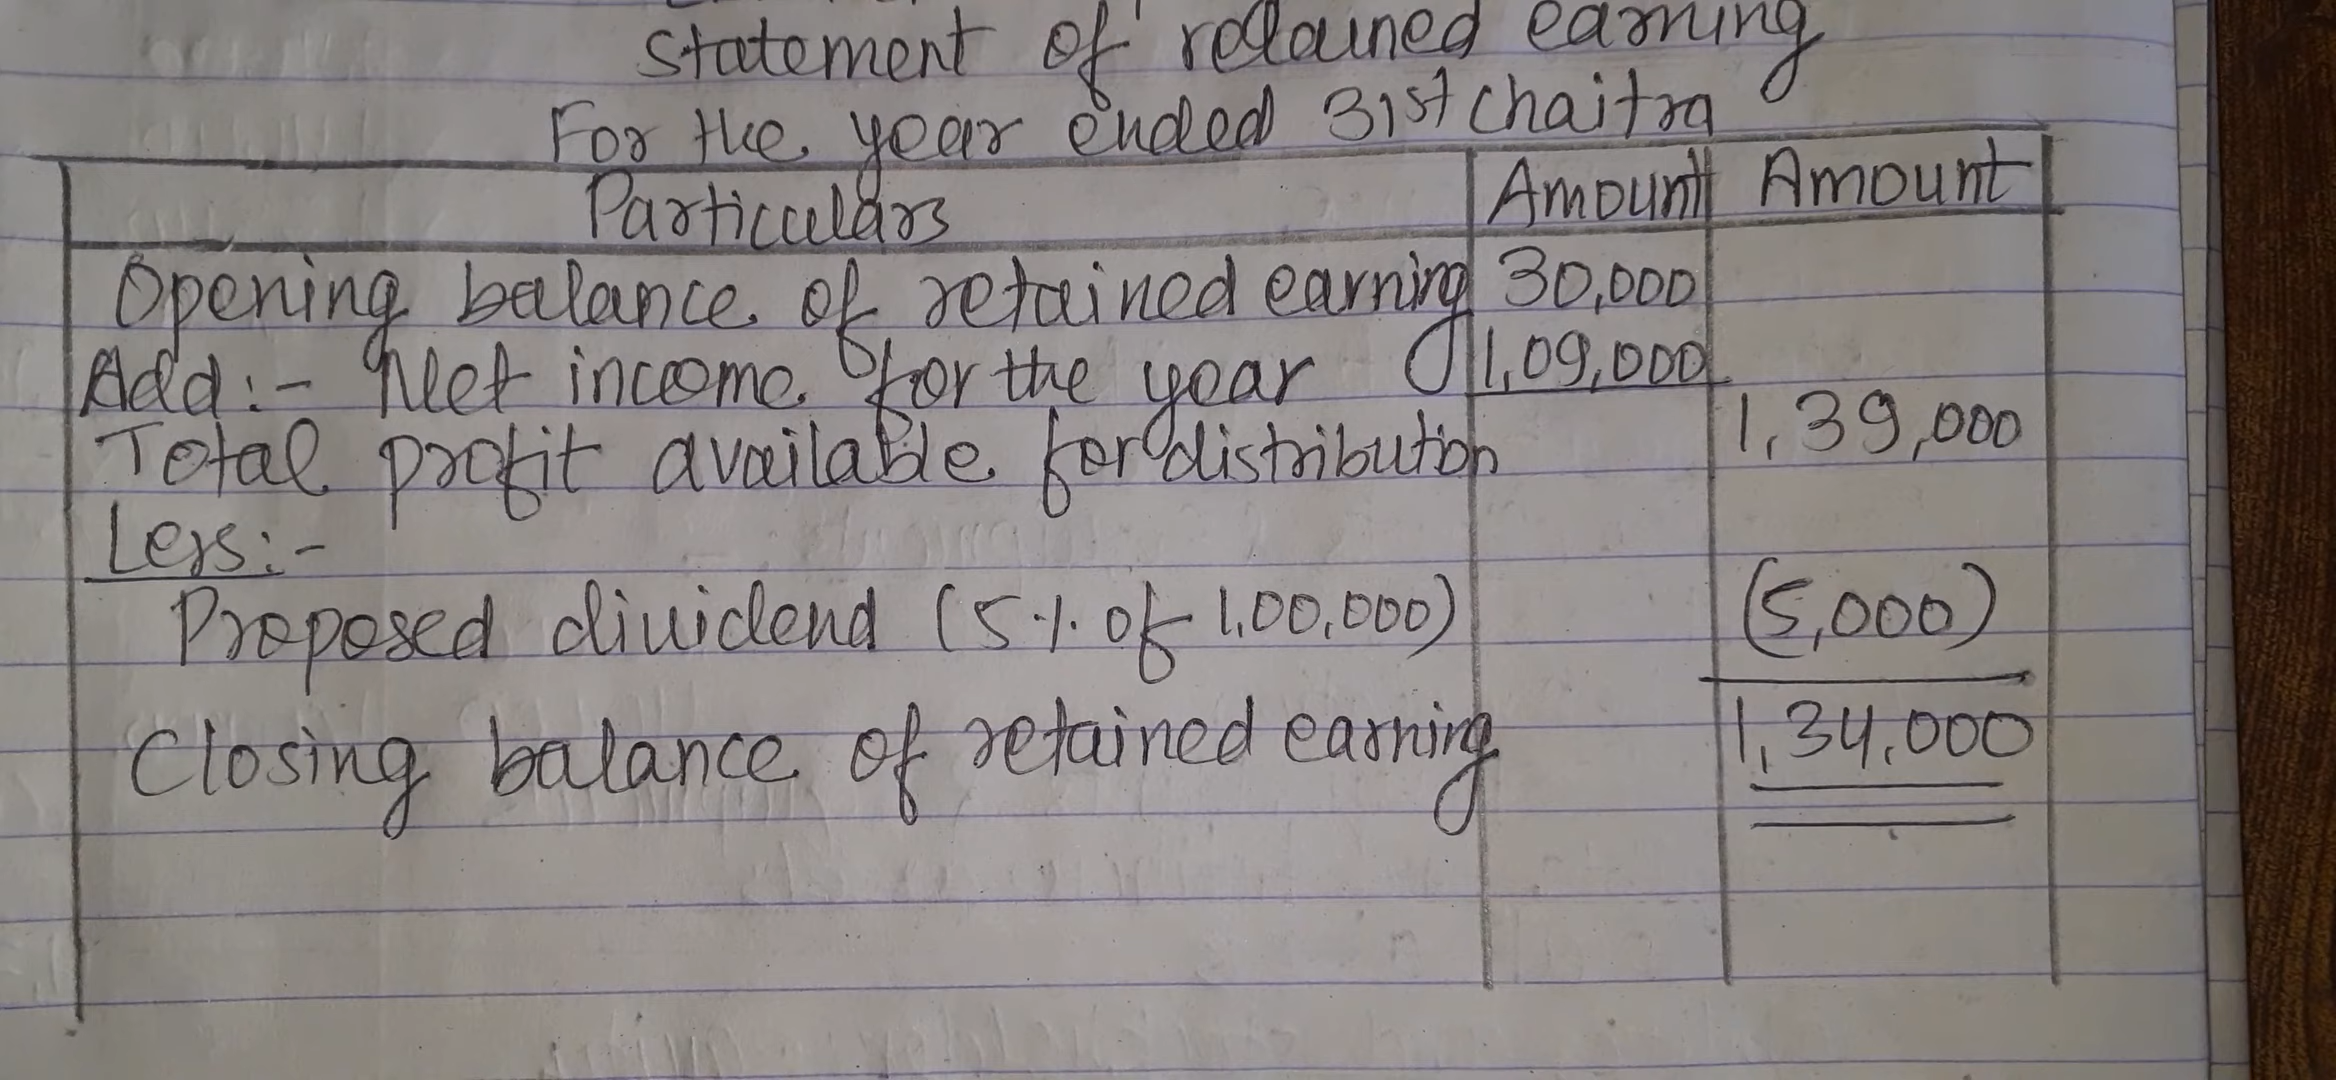 Statement of retained earning
For the year ended 31st chaitra
Particulars Amount Amount
Opening balance of retained earning 30,000
Add:- Net income for the year 1,09,000
Total profit available for distribution 1,39,000
Less:-
Proposed dividend (5% of 1,00,000) (5,000)
Closing balance of retained earning 1,34,000